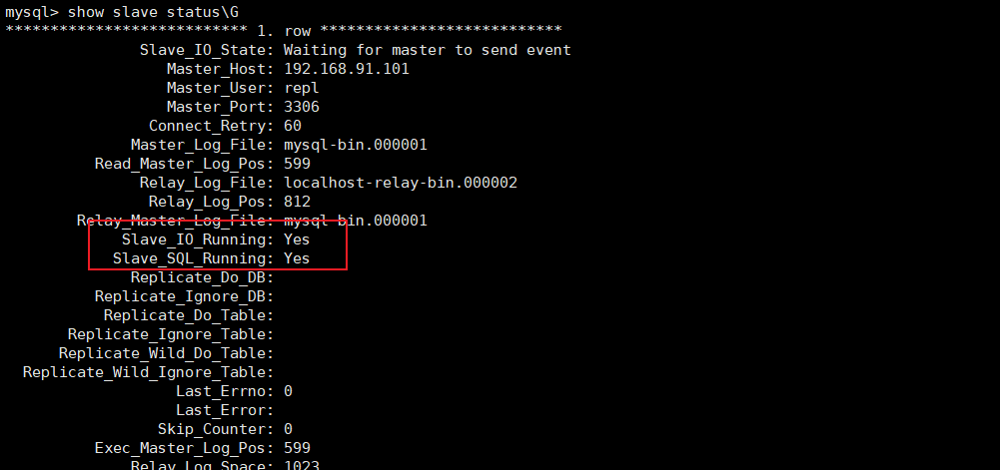 mysql> show slave status\G
*************************** 1. row ***************************
Slave_IO_State: Waiting for master to send event
Master_Host: 192.168.91.101
Master_User: repl
Master_Port: 3306
Connect_Retry: 60
Master_Log_File: mysql-bin.000001
Read_Master_Log_Pos: 599
Relay_Log_File: localhost-relay-bin.000002
Relay_Log_Pos: 812
Relay_Master_Log_File: mysql-bin.000001
Slave_IO_Running: Yes
Slave_SQL_Running: Yes
Replicate_Do_DB:
Replicate_Ignore_DB:
Replicate_Do_Table:
Replicate_Ignore_Table:
Replicate_Wild_Do_Table:
Replicate_Wild_Ignore_Table:
Last_Errno: 0
Last_Error:
Skip_Counter: 0
Exec_Master_Log_Pos: 599
Relay_Log_Space: 1023